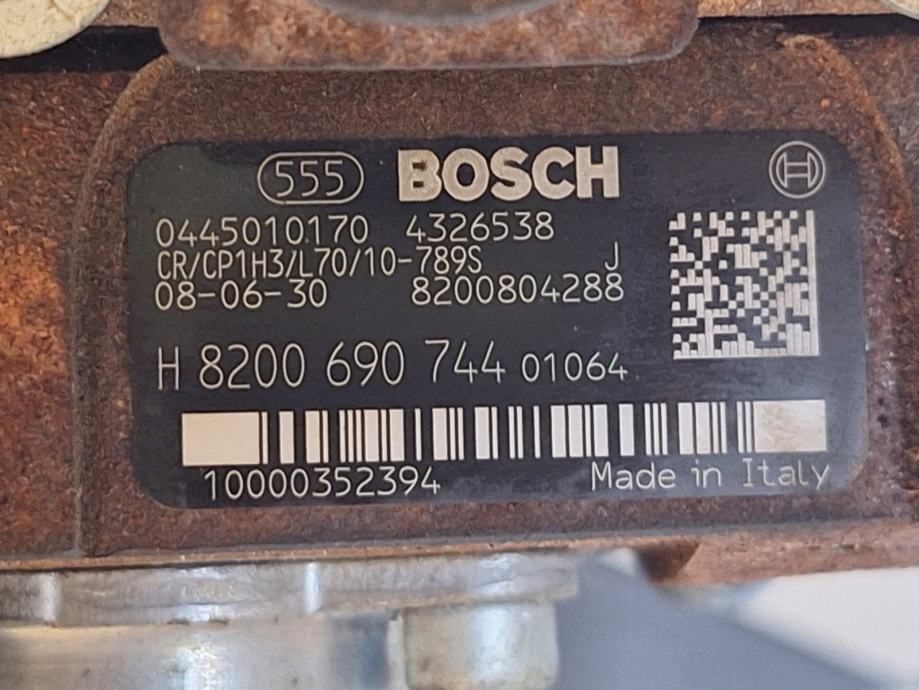 555 BOSCH
0445010170 4326538
CR/CP1H3/L70/10-789S J
08-06-30 8200804288
H 8200 690 744 01064
10000352394 Made in Italy